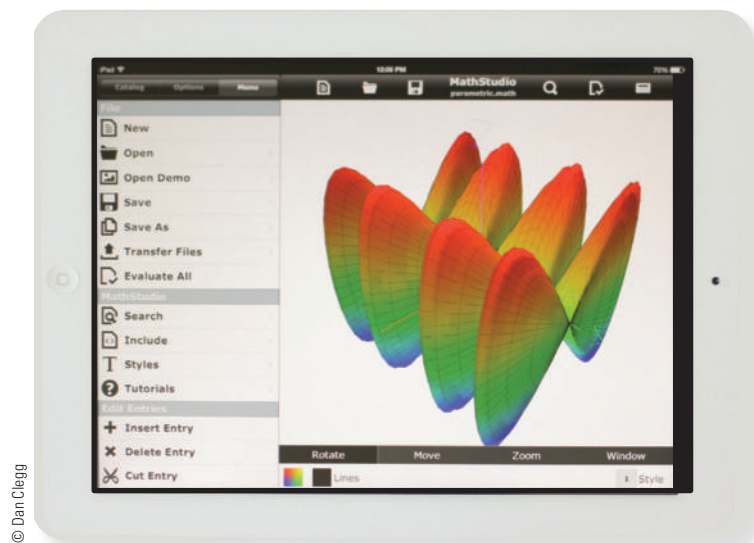 iPad
12:05 PM
70%
Catalog Options Menu
MathStudio
parametric.math
File
New
Open
Open Demo
Save
Save As
Transfer Files
Evaluate All
MathStudio
Search
Include
Styles
Tutorials
Edit Entries
Insert Entry
Delete Entry
Cut Entry
Rotate Move Zoom Window
Lines
Style
© Dan Clegg